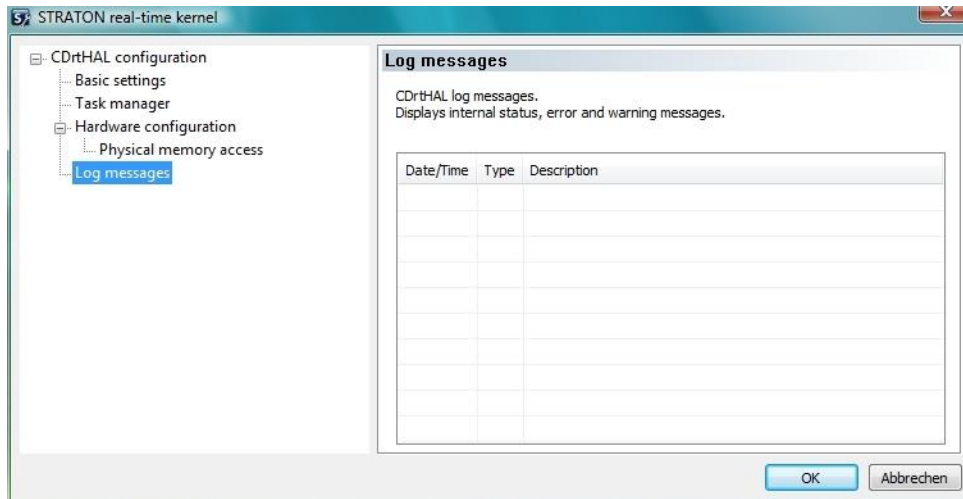 STRATON real-time kernel
CDrtHAL configuration
Basic settings
Task manager
Hardware configuration
Physical memory access
Log messages
Log messages
CDrtHAL log messages.
Displays internal status, error and warning messages.
Date/Time Type Description
OK Abbrechen